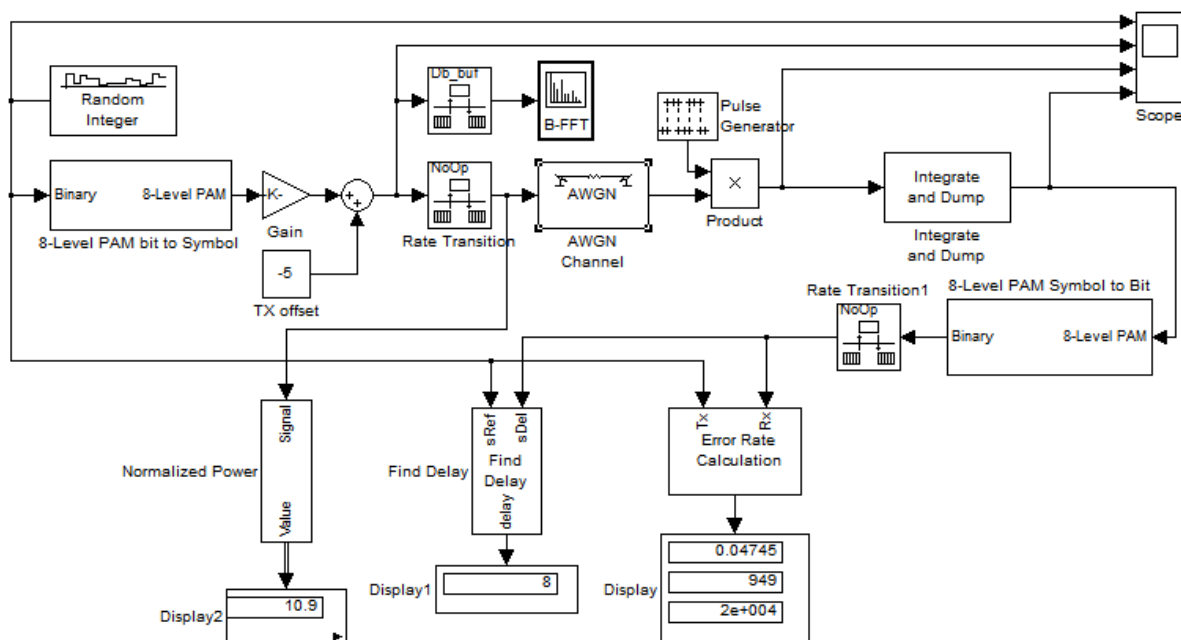 Random
Integer
Db_buf
B-FFT
Pulse
Generator
Scope
Binary
8-Level PAM
8-Level PAM bit to Symbol
K-
Gain
+
+
-5
TX offset
NoOp
Rate Transition
AWGN
AWGN
Channel
×
Product
Integrate
and Dump
Integrate
and Dump
8-Level PAM Symbol to Bit
Binary
8-Level PAM
Rate Transition1
NoOp
Signal
Value
Normalized Power
sRef
sDel
Find
Delay
delay
Find Delay
Tx
Rx
Error Rate
Calculation
10.9
Display2
8
Display1
0.04745
949
2e+004
Display